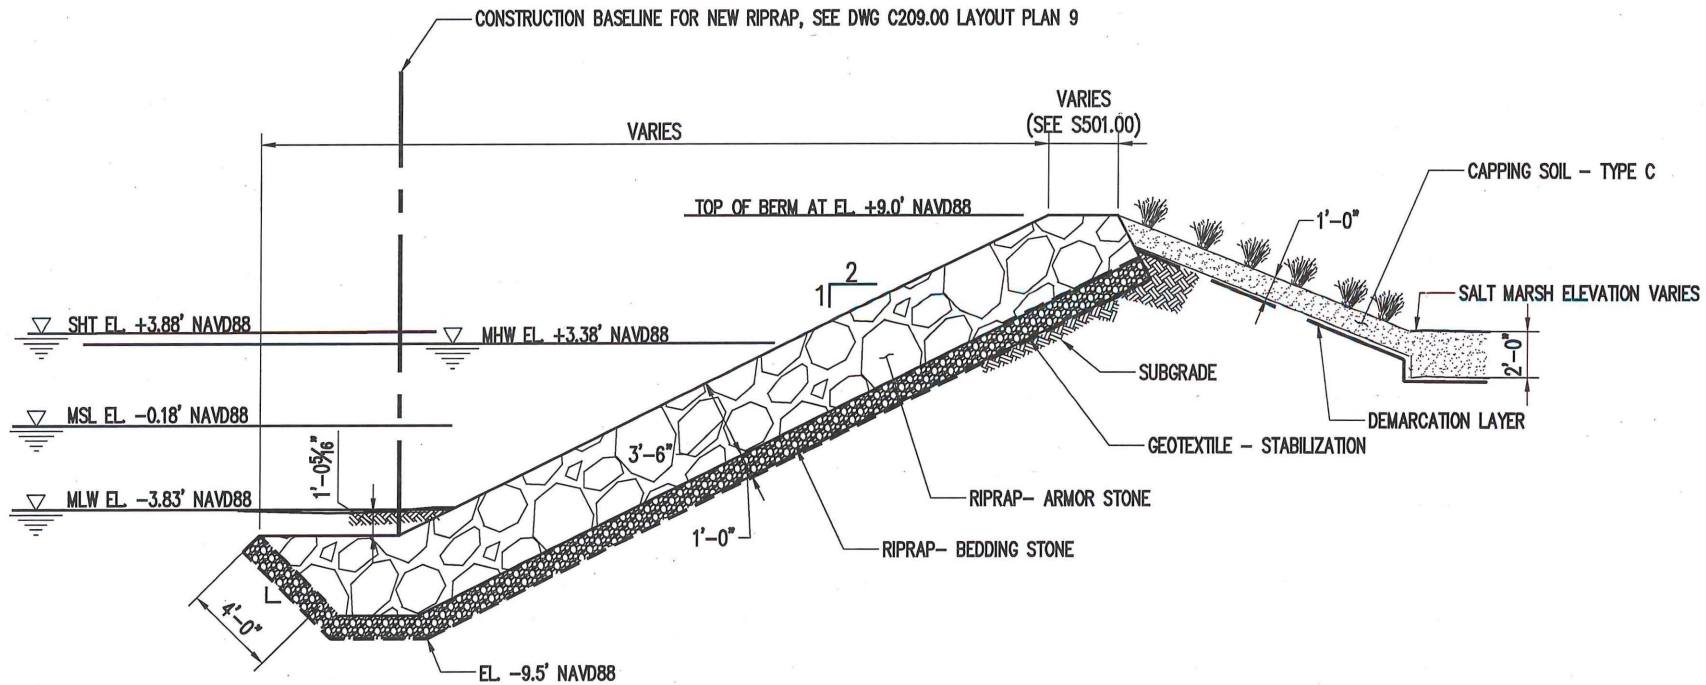 CONSTRUCTION BASELINE FOR NEW RIPRAP, SEE DWG C209.00 LAYOUT PLAN 9
VARIES
(SEE S501.00)
VARIES
CAPPING SOIL - TYPE C
TOP OF BERM AT EL. +9.0' NAVD88
1'-0"
2
1
SALT MARSH ELEVATION VARIES
SHT EL. +3.88' NAVD88
MHW EL. +3.38' NAVD88
2'-0"
SUBGRADE
MSL EL. -0.18' NAVD88
DEMARCATION LAYER
GEOTEXTILE - STABILIZATION
1'-0 5/16"
3'-6"
MLW EL. -3.83' NAVD88
RIPRAP- ARMOR STONE
1'-0"
RIPRAP- BEDDING STONE
4'-0"
EL. -9.5' NAVD88